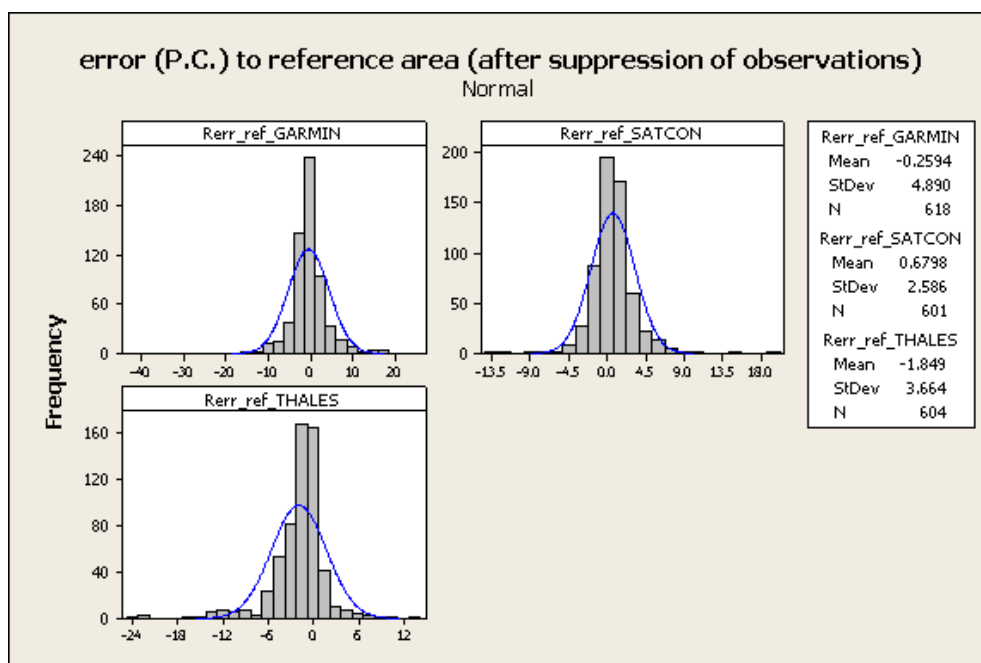 error (P.C.) to reference area (after suppression of observations)
Normal
Frequency
Rerr_ref_GARMIN
240
180
120
60
0
-40 -30 -20 -10 0 10 20
Rerr_ref_SATCON
200
150
100
50
0
-13.5 -9.0 -4.5 0.0 4.5 9.0 13.5 18.0
Rerr_ref_THALES
160
120
80
40
0
-24 -18 -12 -6 0 6 12
Rerr_ref_GARMIN
Mean -0.2594
StDev 4.890
N 618
Rerr_ref_SATCON
Mean 0.6798
StDev 2.586
N 601
Rerr_ref_THALES
Mean -1.849
StDev 3.664
N 604